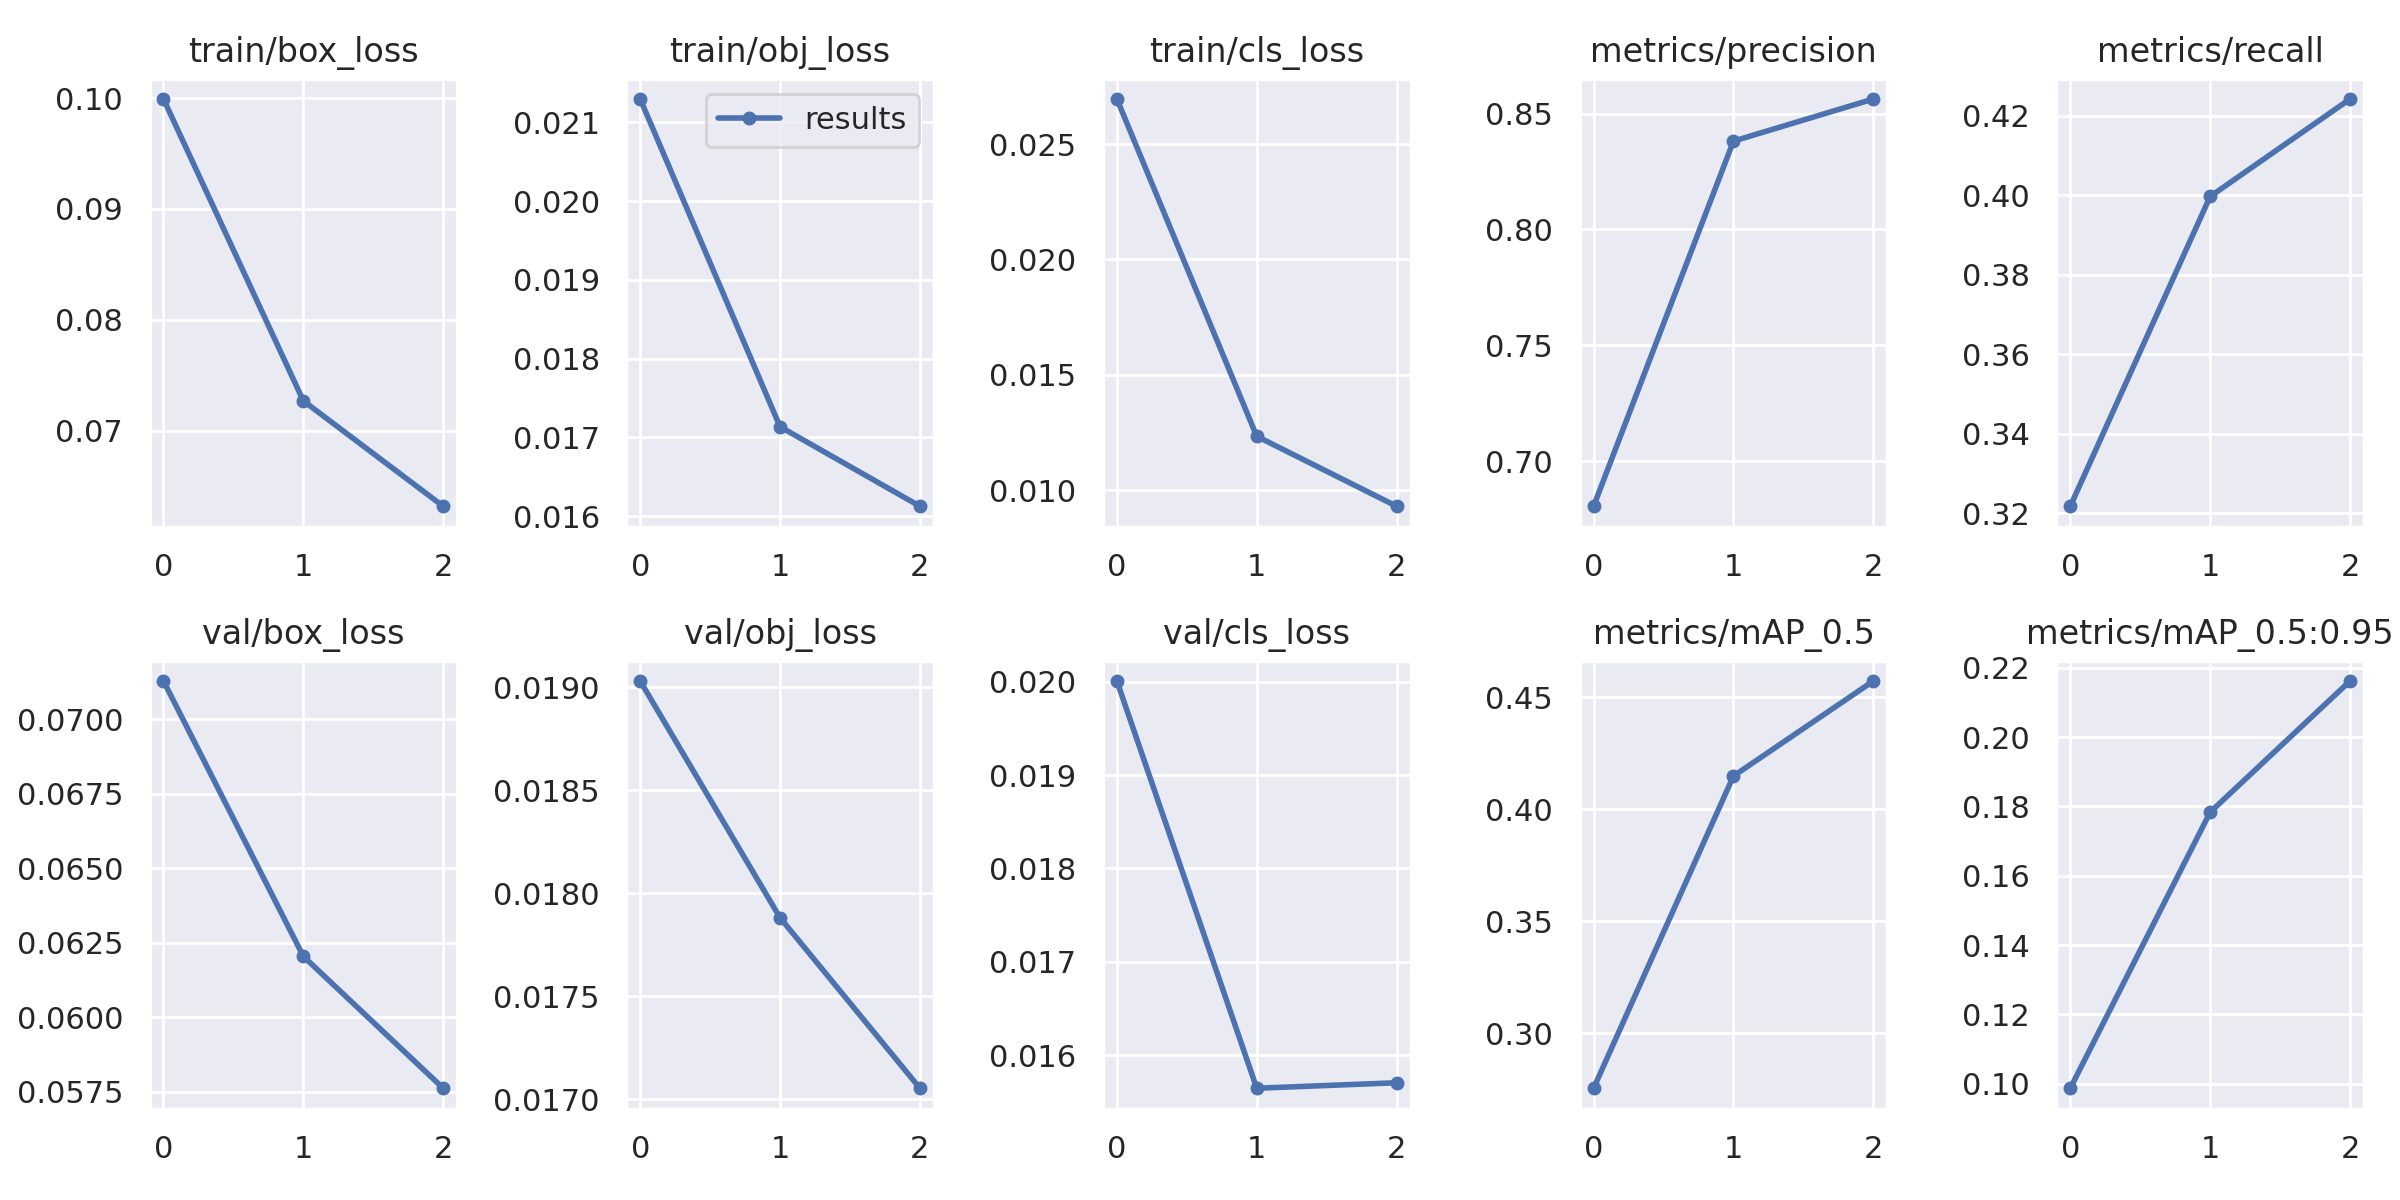 train/box_loss
0.10
0.09
0.08
0.07
0 1 2
train/obj_loss
results
0.021
0.020
0.019
0.018
0.017
0.016
0 1 2
train/cls_loss
0.025
0.020
0.015
0.010
0 1 2
metrics/precision
0.85
0.80
0.75
0.70
0 1 2
metrics/recall
0.42
0.40
0.38
0.36
0.34
0.32
0 1 2
val/box_loss
0.0700
0.0675
0.0650
0.0625
0.0600
0.0575
0 1 2
val/obj_loss
0.0190
0.0185
0.0180
0.0175
0.0170
0 1 2
val/cls_loss
0.020
0.019
0.018
0.017
0.016
0 1 2
metrics/mAP_0.5
0.45
0.40
0.35
0.30
0 1 2
metrics/mAP_0.5:0.95
0.22
0.20
0.18
0.16
0.14
0.12
0.10
0 1 2